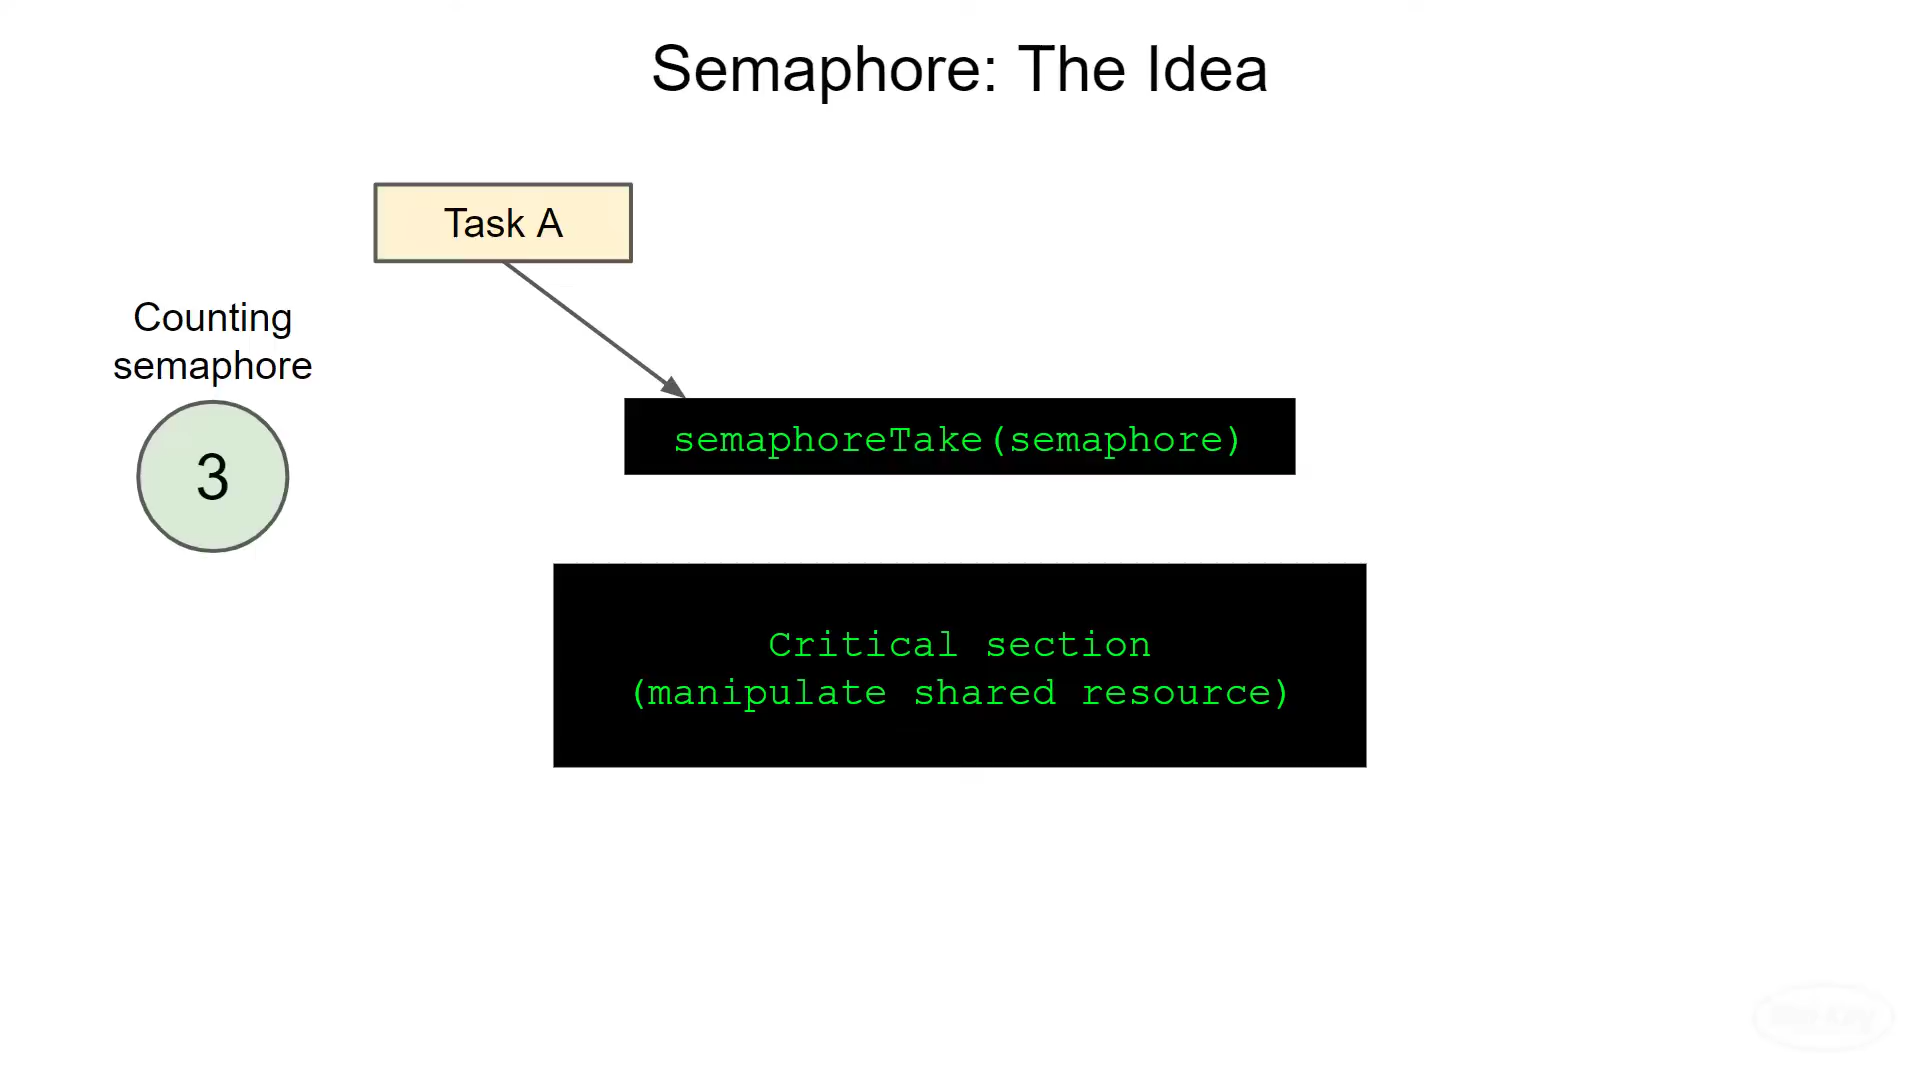 Semaphore: The Idea
Task A
Counting
semaphore
3
semaphoreTake(semaphore)
Critical section
(manipulate shared resource)